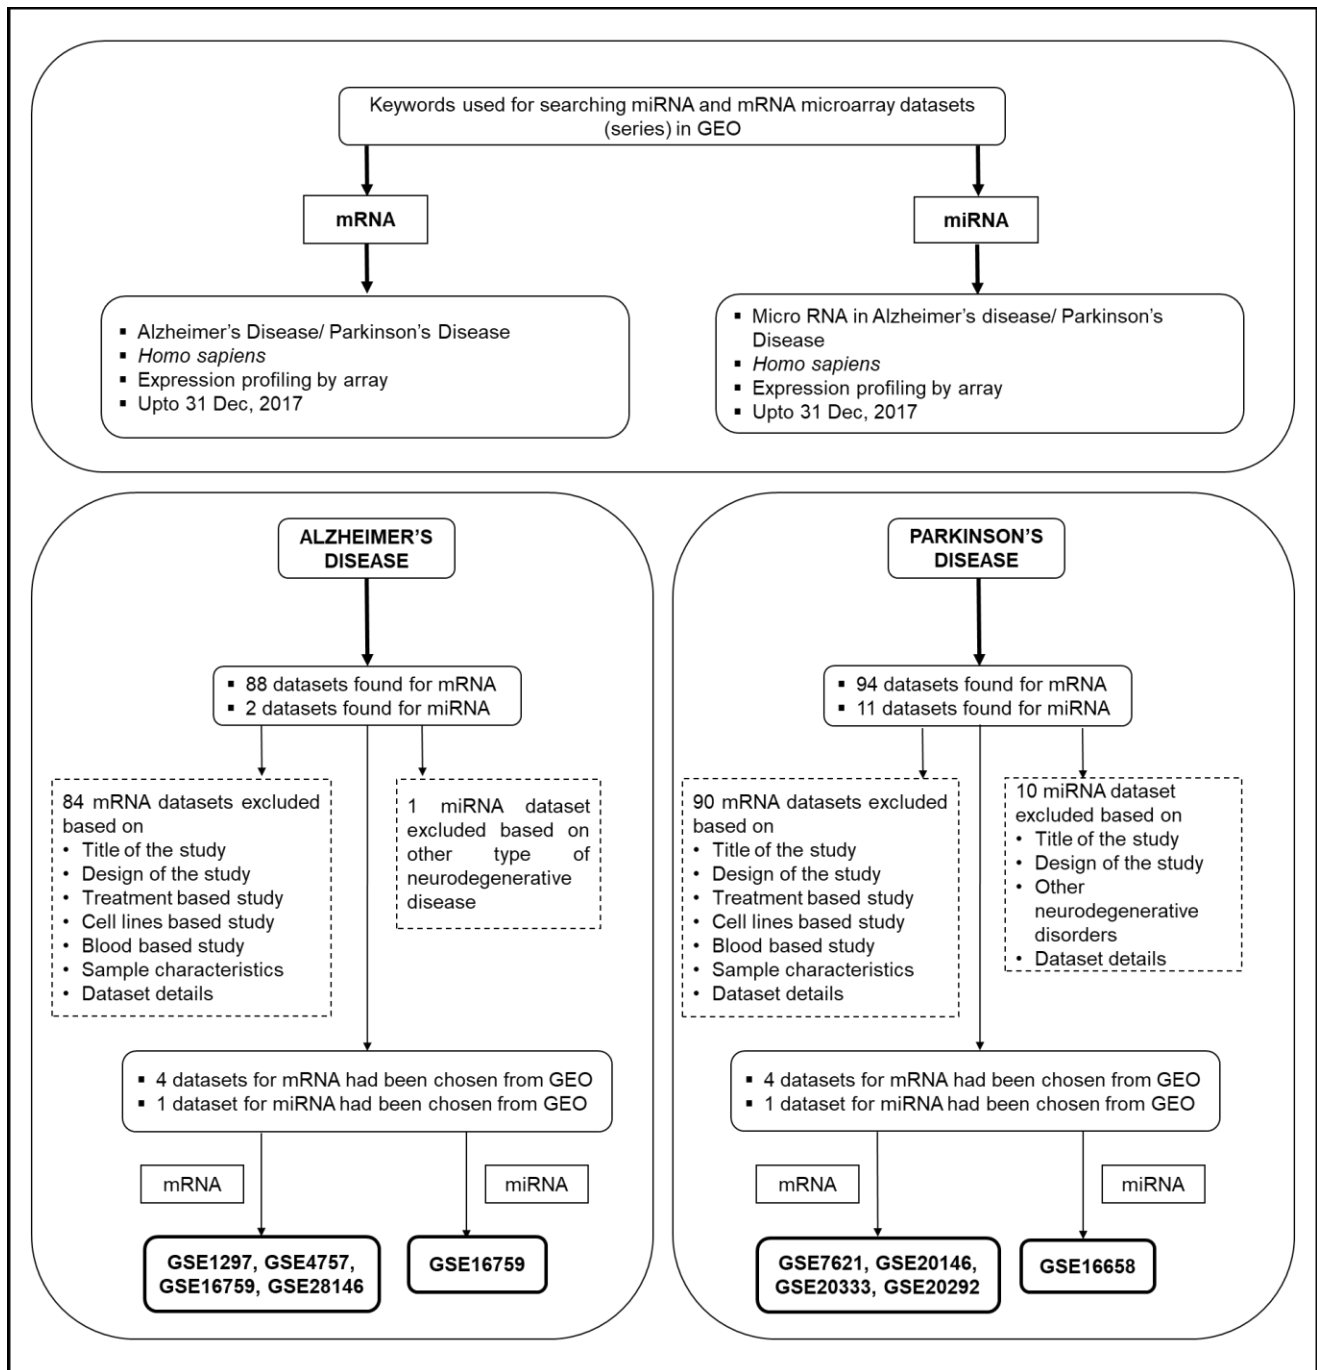 Keywords used for searching miRNA and mRNA microarray datasets
(series) in GEO
mRNA
miRNA
▪ Alzheimer's Disease/ Parkinson's Disease
▪ Homo sapiens
▪ Expression profiling by array
▪ Upto 31 Dec, 2017
▪ Micro RNA in Alzheimer's disease/ Parkinson's
Disease
▪ Homo sapiens
▪ Expression profiling by array
▪ Upto 31 Dec, 2017
ALZHEIMER'S
DISEASE
▪ 88 datasets found for mRNA
▪ 2 datasets found for miRNA
84 mRNA datasets excluded
based on
• Title of the study
• Design of the study
• Treatment based study
• Cell lines based study
• Blood based study
• Sample characteristics
• Dataset details
1 miRNA dataset
excluded based on
other type of
neurodegenerative
disease
▪ 4 datasets for mRNA had been chosen from GEO
▪ 1 dataset for miRNA had been chosen from GEO
mRNA
miRNA
GSE1297, GSE4757,
GSE16759, GSE28146
GSE16759
PARKINSON'S
DISEASE
▪ 94 datasets found for mRNA
▪ 11 datasets found for miRNA
90 mRNA datasets excluded
based on
• Title of the study
• Design of the study
• Treatment based study
• Cell lines based study
• Blood based study
• Sample characteristics
• Dataset details
10 miRNA dataset
excluded based on
• Title of the study
• Design of the study
• Other
neurodegenerative
disorders
• Dataset details
▪ 4 datasets for mRNA had been chosen from GEO
▪ 1 dataset for miRNA had been chosen from GEO
mRNA
miRNA
GSE7621, GSE20146,
GSE20333, GSE20292
GSE16658